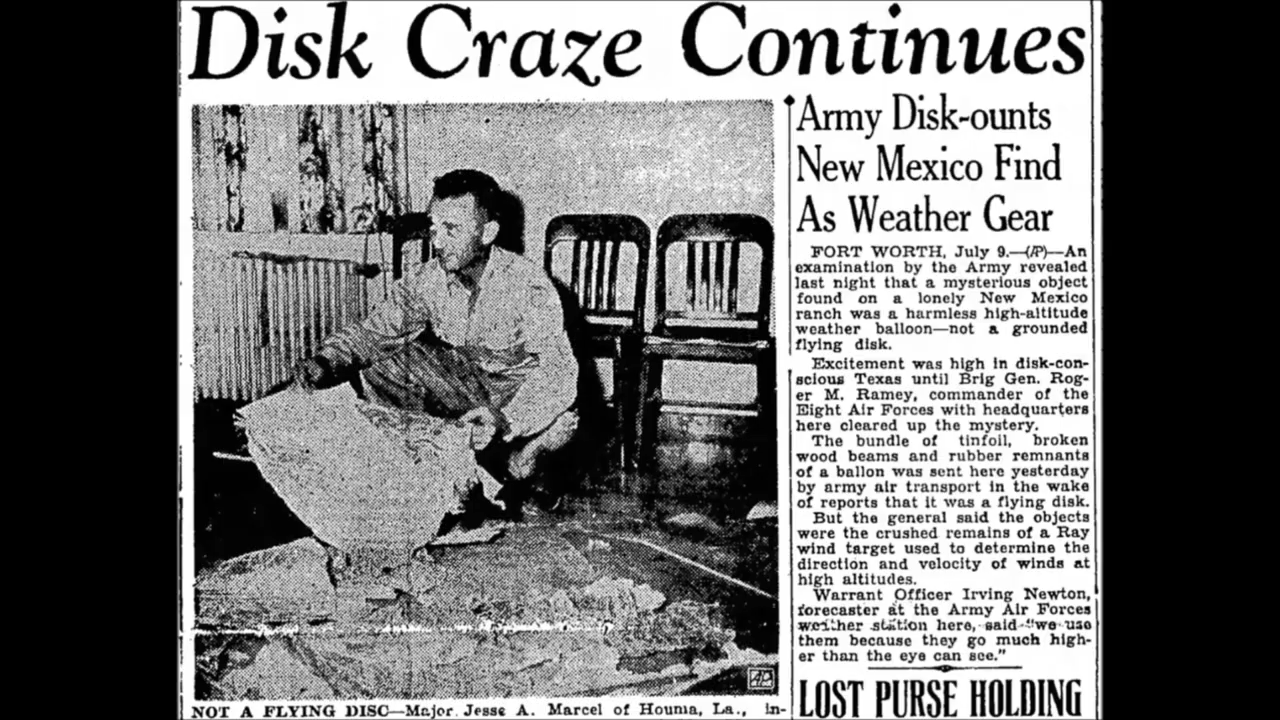 Disk Craze Continues
Army Disk-ounts
New Mexico Find
As Weather Gear
FORT WORTH, July 9.—(AP)—An
examination by the Army revealed
last night that a mysterious object
found on a lonely New Mexico
ranch was a harmless high-altitude
weather balloon—not a grounded
flying disk.
Excitement was high in disk-con-
scious Texas until Brig Gen. Rog-
er M. Ramey, commander of the
Eight Air Forces with headquarters
here cleared up the mystery.
The bundle of tinfoil, broken
wood beams and rubber remnants
of a ballon was sent here yesterday
by army air transport in the wake
of reports that it was a flying disk.
But the general said the objects
were the crushed remains of a Ray
wind target used to determine the
direction and velocity of winds at
high altitudes.
Warrant Officer Irving Newton,
forecaster at the Army Air Forces
weather station here, said "we use
them because they go much high-
er than the eye can see."
LOST PURSE HOLDING
NOT A FLYING DISC—Major Jesse A. Marcel of Houma, La., in-